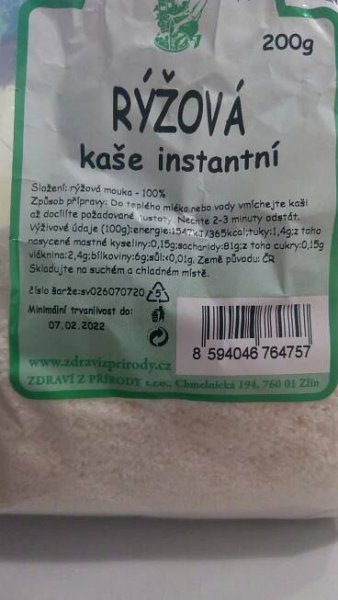 200g
RÝŽOVÁ
kaše instantní
Složení: rýžová mouka - 100%
Způsob přípravy: Do teplého mléka nebo vody vmíchejte kaši
až docílíte požadované hustoty. Nechte 2-3 minuty odstát.
Výživové údaje (100g):energie:1547kJ/365kcal;tuky:1,4g;z toho
nasycené mastné kyseliny:0,15g;sacharidy:81g;z toho cukry:0,15g
vláknina:2,4g;bílkoviny:6g;sůl:<0,01g. Země původu: ČR
Skladujte na suchém a chladném místě.
číslo šarže:sv026070720
5
Minimální trvanlivost do:
07.02.2022
8 594046 764757
www.zdravizprirody.cz
ZDRAVÍ Z PŘÍRODY s.r.o., Chmelnická 194, 760 01 Zlín